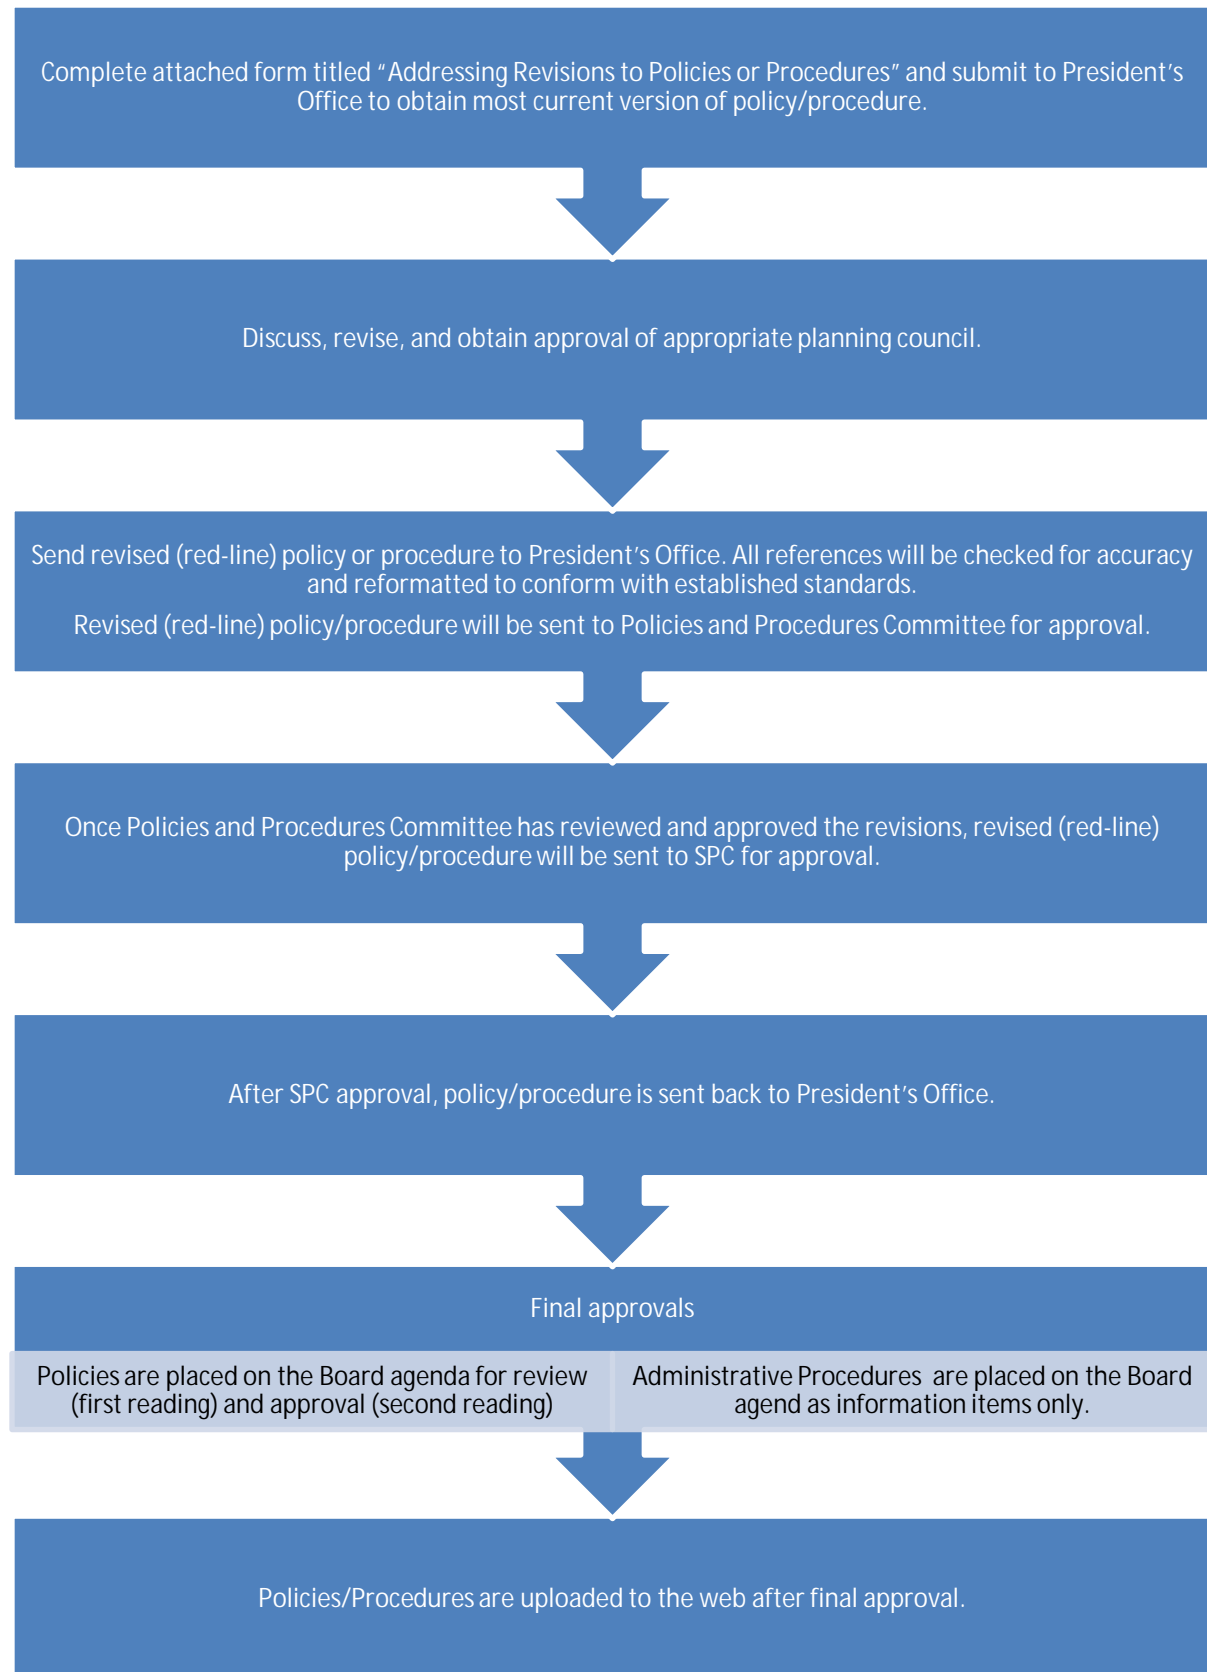 Complete attached form titled “Addressing Revisions to Policies or Procedures” and submit to President’s
Office to obtain most current version of policy/procedure.
Discuss, revise, and obtain approval of appropriate planning council.
Send revised (red-line) policy or procedure to President’s Office. All references will be checked for accuracy
and reformatted to conform with established standards.
Revised (red-line) policy/procedure will be sent to Policies and Procedures Committee for approval.
Once Policies and Procedures Committee has reviewed and approved the revisions, revised (red-line)
policy/procedure will be sent to SPC for approval.
After SPC approval, policy/procedure is sent back to President’s Office.
Final approvals
Policies are placed on the Board agenda for review
(first reading) and approval (second reading)
Administrative Procedures are placed on the Board
agend as information items only.
Policies/Procedures are uploaded to the web after final approval.